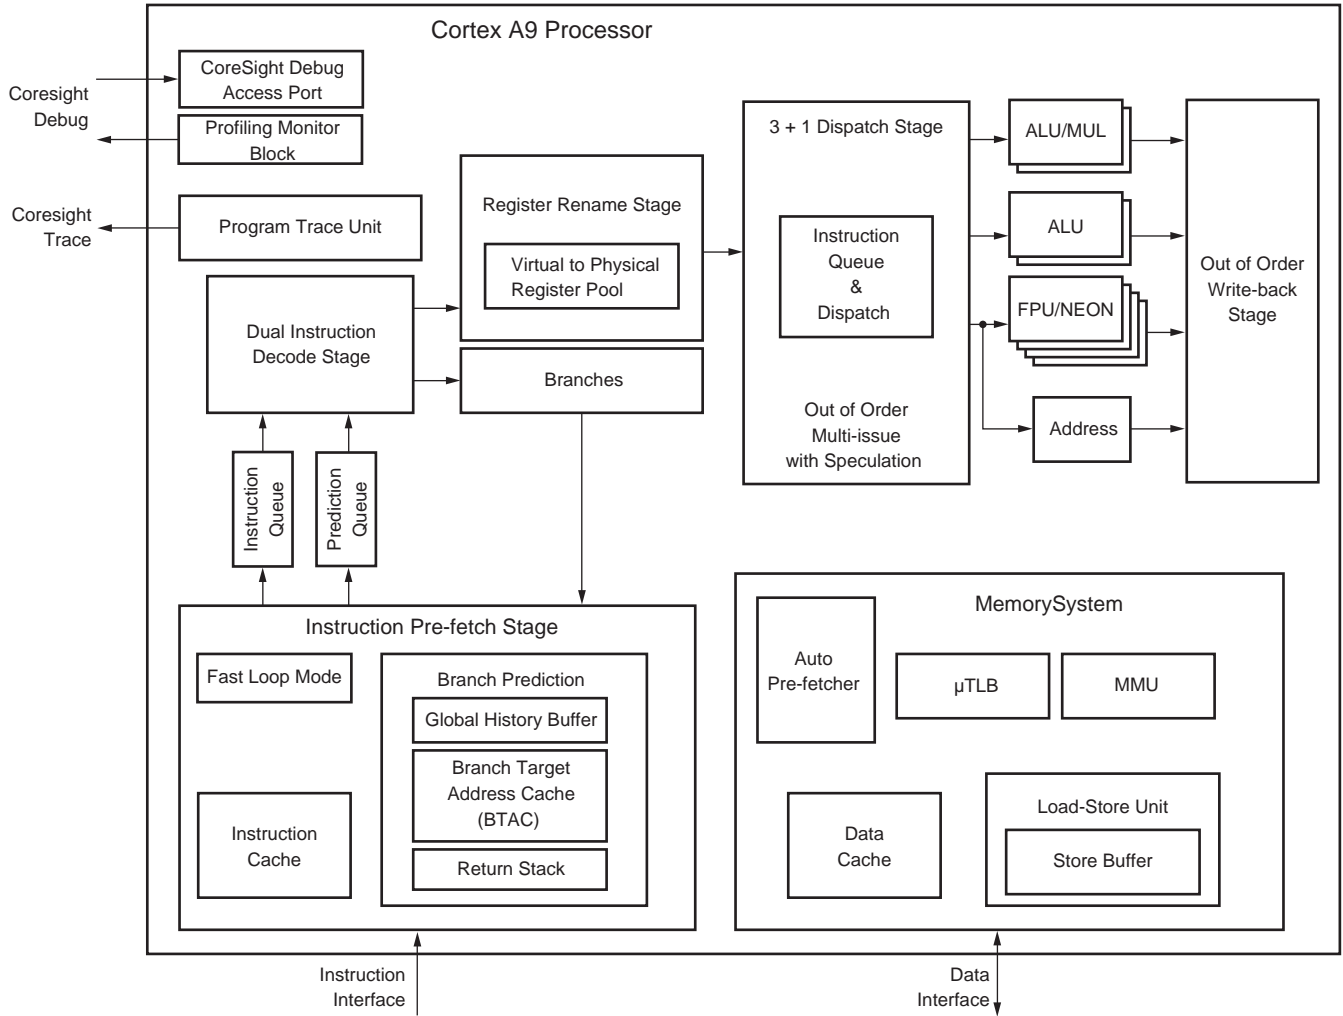 Cortex A9 Processor
Coresight
Debug
CoreSight Debug
Access Port
Profiling Monitor
Block
Coresight
Trace
Program Trace Unit
Dual Instruction
Decode Stage
Register Rename Stage
Virtual to Physical
Register Pool
Branches
3 + 1 Dispatch Stage
Instruction
Queue
&
Dispatch
Out of Order
Multi-issue
with Speculation
ALU/MUL
ALU
FPU/NEON
Address
Out of Order
Write-back
Stage
Instruction
Queue
Prediction
Queue
Instruction Pre-fetch Stage
Fast Loop Mode
Instruction
Cache
Branch Prediction
Global History Buffer
Branch Target
Address Cache
(BTAC)
Return Stack
MemorySystem
Auto
Pre-fetcher
µTLB
MMU
Data
Cache
Load-Store Unit
Store Buffer
Instruction
Interface
Data
Interface